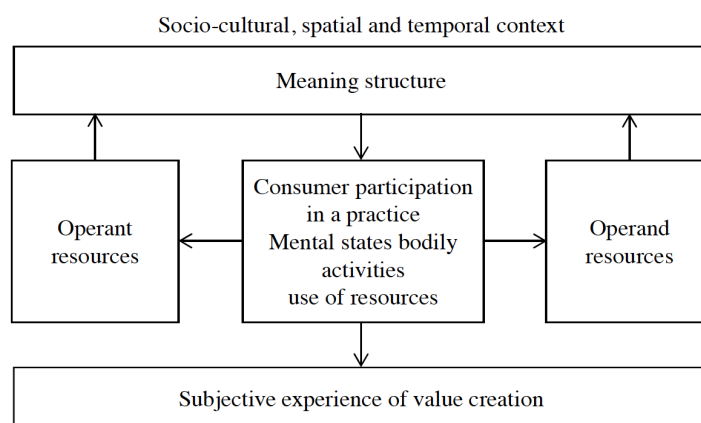 Socio-cultural, spatial and temporal context
Meaning structure
Operant
resources
Consumer participation
in a practice
Mental states bodily
activities
use of resources
Operand
resources
Subjective experience of value creation